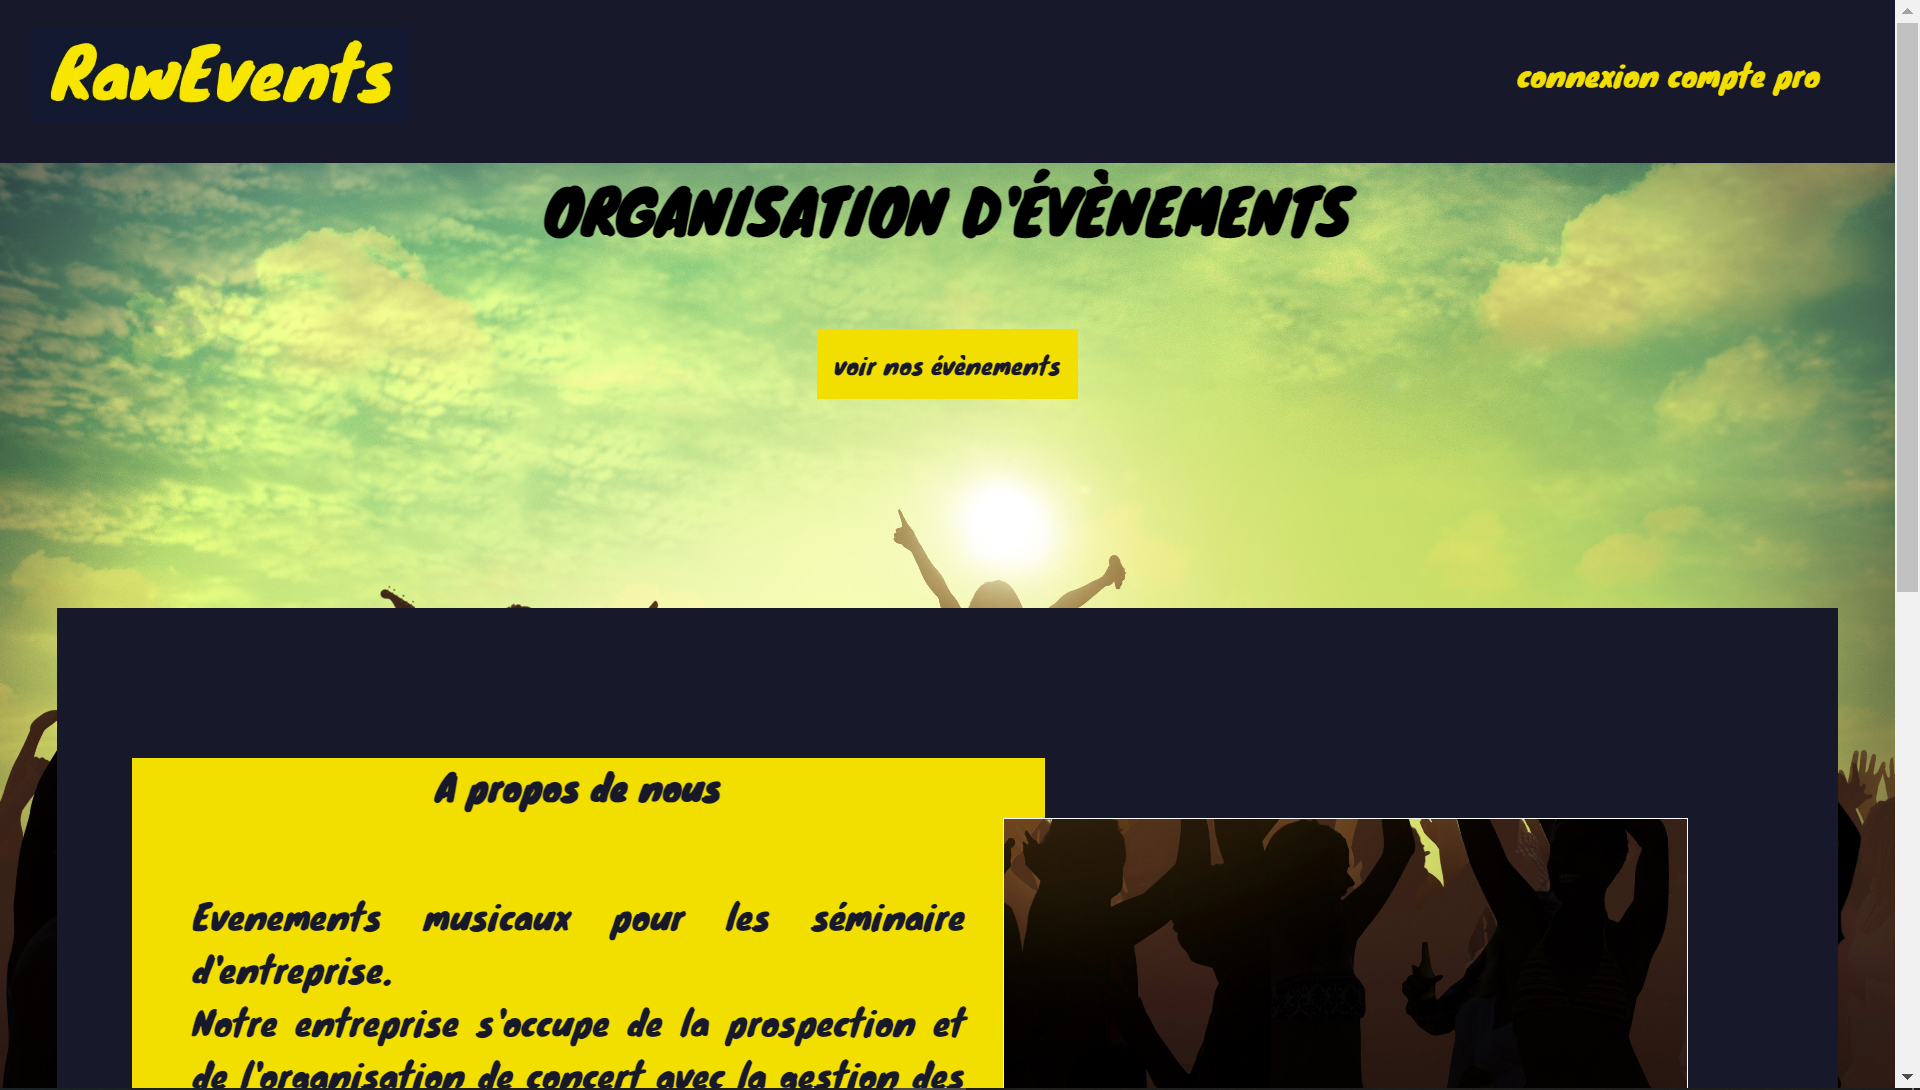 RawEvents
connexion compte pro
ORGANISATION D'ÉVÈNEMENTS
voir nos évènements
A propos de nous
Evenements musicaux pour les séminaire
d'entreprise.
Notre entreprise s'occupe de la prospection et
de l'organisation de concert avec la gestion des